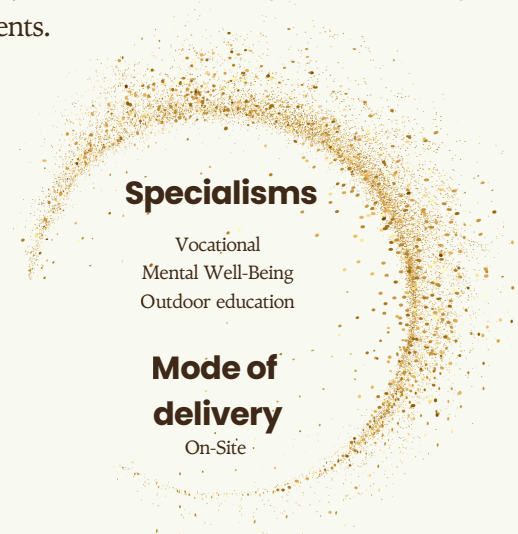 ents.
Specialisms
Vocational
Mental Well-Being
Outdoor education
Mode of
delivery
On-Site